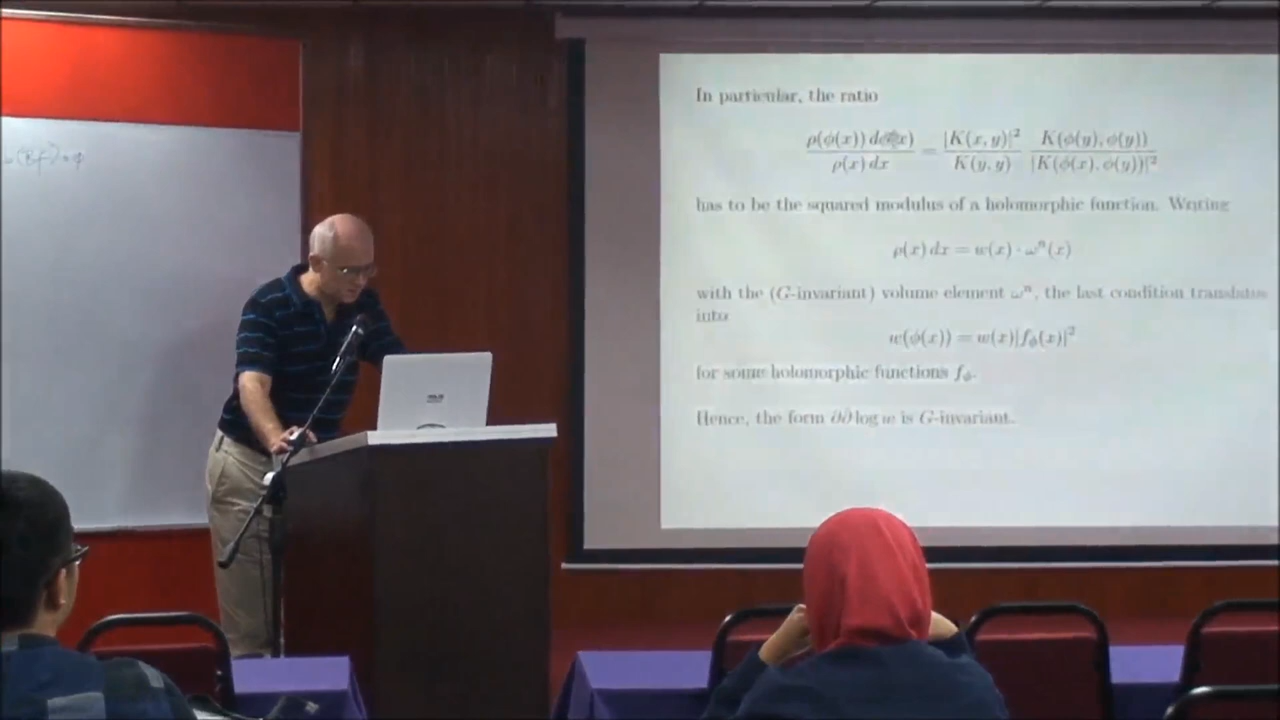 In particular, the ratio
ρ(φ(x)) dφ(x) / ρ(x) dx = |K(x, y)|² / K(y, y) K(φ(y), φ(y)) / |K(φ(x), φ(y))|²
has to be the squared modulus of a holomorphic function. Writing
ρ(x) dx = w(x) · ωⁿ(x)
with the (G-invariant) volume element ωⁿ, the last condition translates
into
w(φ(x)) = w(x)|f_φ(x)|²
for some holomorphic functions f_φ.
Hence, the form ∂∂ log w is G-invariant.
ASUS